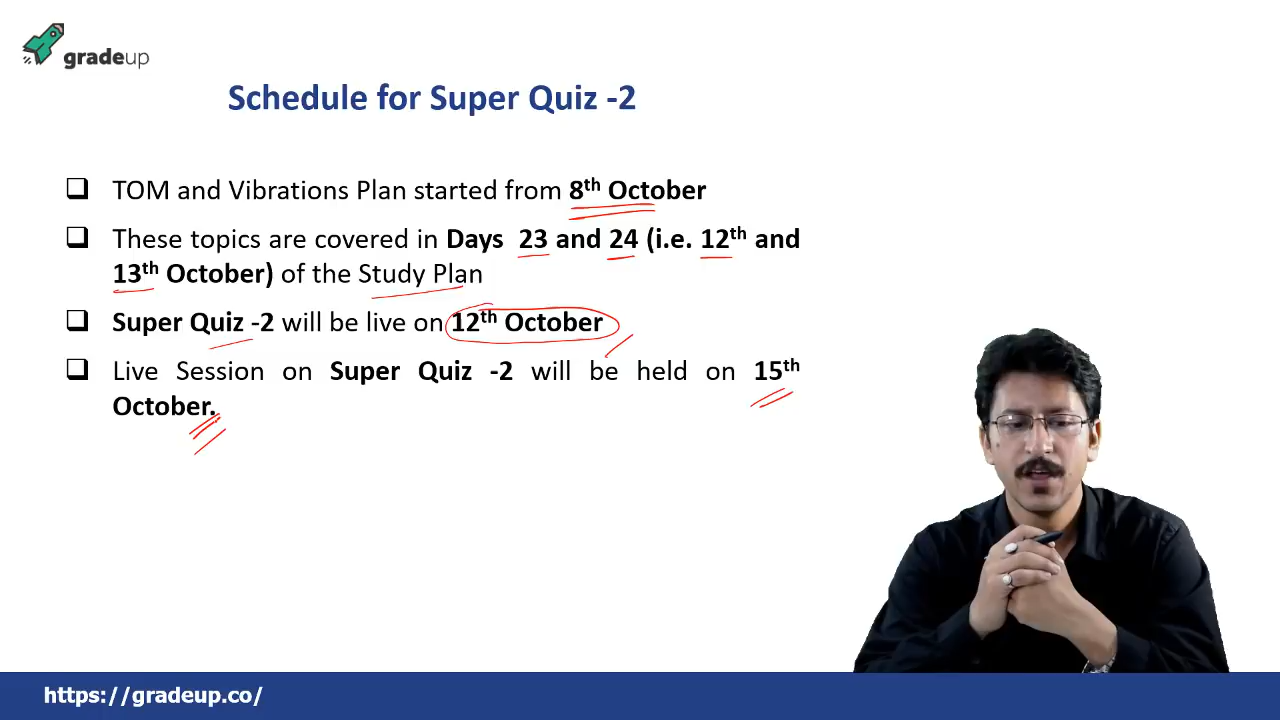 gradeup
Schedule for Super Quiz -2
❑ TOM and Vibrations Plan started from 8th October
❑ These topics are covered in Days 23 and 24 (i.e. 12th and
13th October) of the Study Plan
❑ Super Quiz -2 will be live on 12th October
❑ Live Session on Super Quiz -2 will be held on 15th
October.
https://gradeup.co/